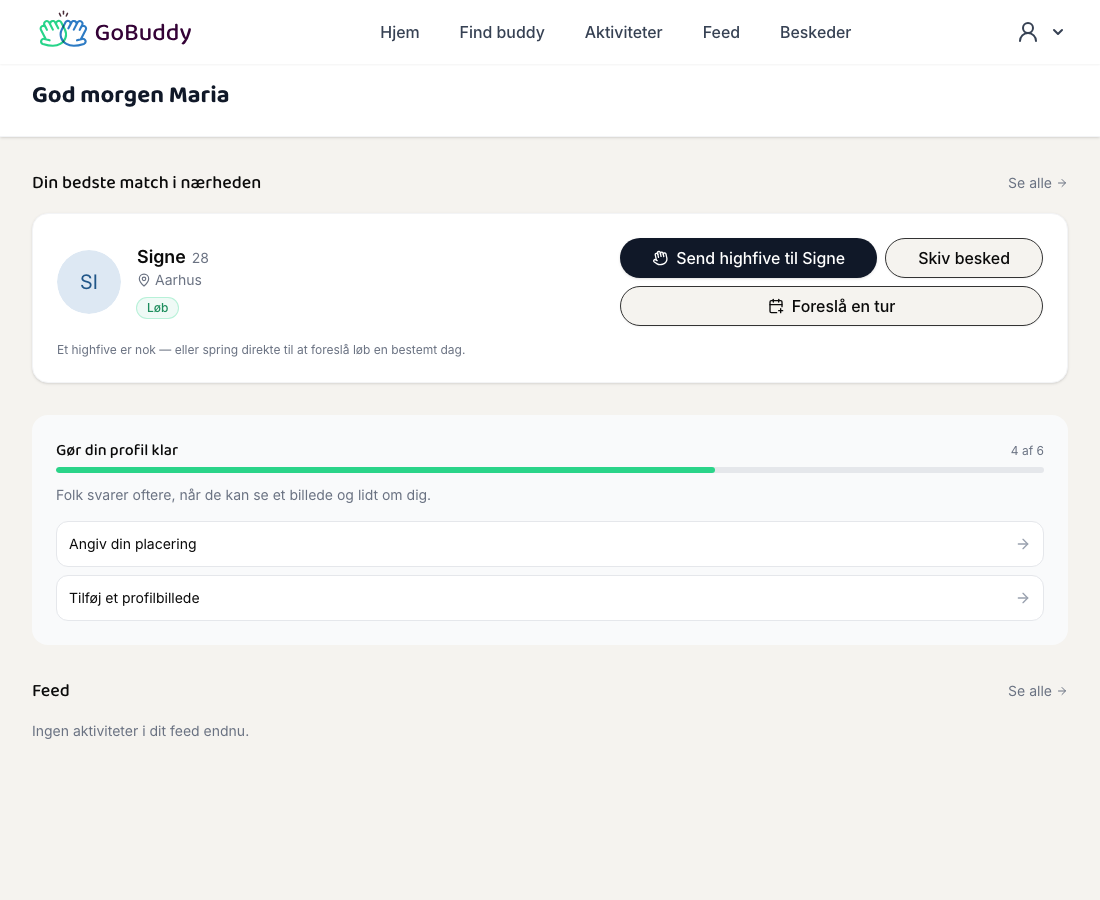 GoBuddy
Hjem
Find buddy
Aktiviteter
Feed
Beskeder
God morgen Maria
Din bedste match i nærheden
Se alle →
SI
Signe 28
Aarhus
Løb
Send highfive til Signe
Skiv besked
Foreslå en tur
Et highfive er nok — eller spring direkte til at foreslå løb en bestemt dag.
Gør din profil klar
4 af 6
Folk svarer oftere, når de kan se et billede og lidt om dig.
Angiv din placering
Tilføj et profilbillede
Feed
Se alle →
Ingen aktiviteter i dit feed endnu.